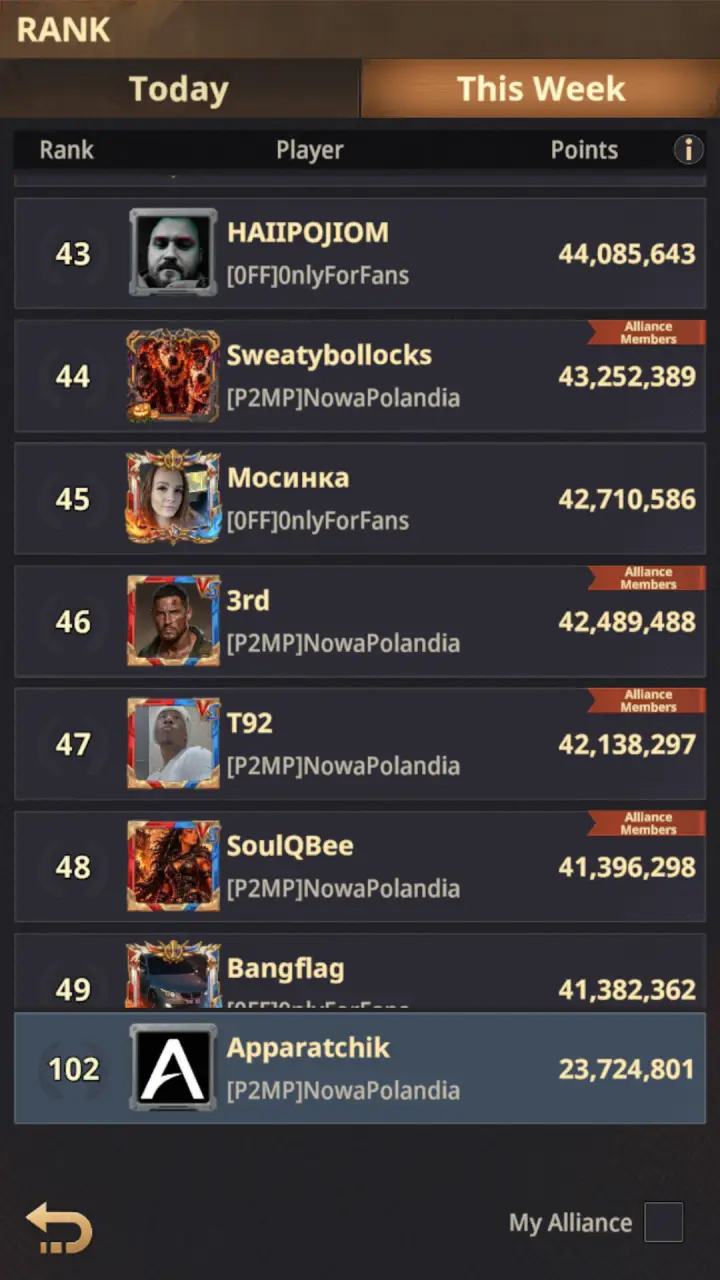 RANK
Today
This Week
Rank
Player
Points
43
HAIIPOJIOM
[0FF]0nlyForFans
44,085,643
44
Sweatybollocks
[P2MP]NowaPolandia
Alliance
Members
43,252,389
45
Мосинка
[0FF]0nlyForFans
42,710,586
46
3rd
[P2MP]NowaPolandia
Alliance
Members
42,489,488
47
T92
[P2MP]NowaPolandia
Alliance
Members
42,138,297
48
SoulQBee
[P2MP]NowaPolandia
Alliance
Members
41,396,298
49
Bangflag
[0FF]0nlyForFans
41,382,362
102
Apparatchik
[P2MP]NowaPolandia
23,724,801
My Alliance